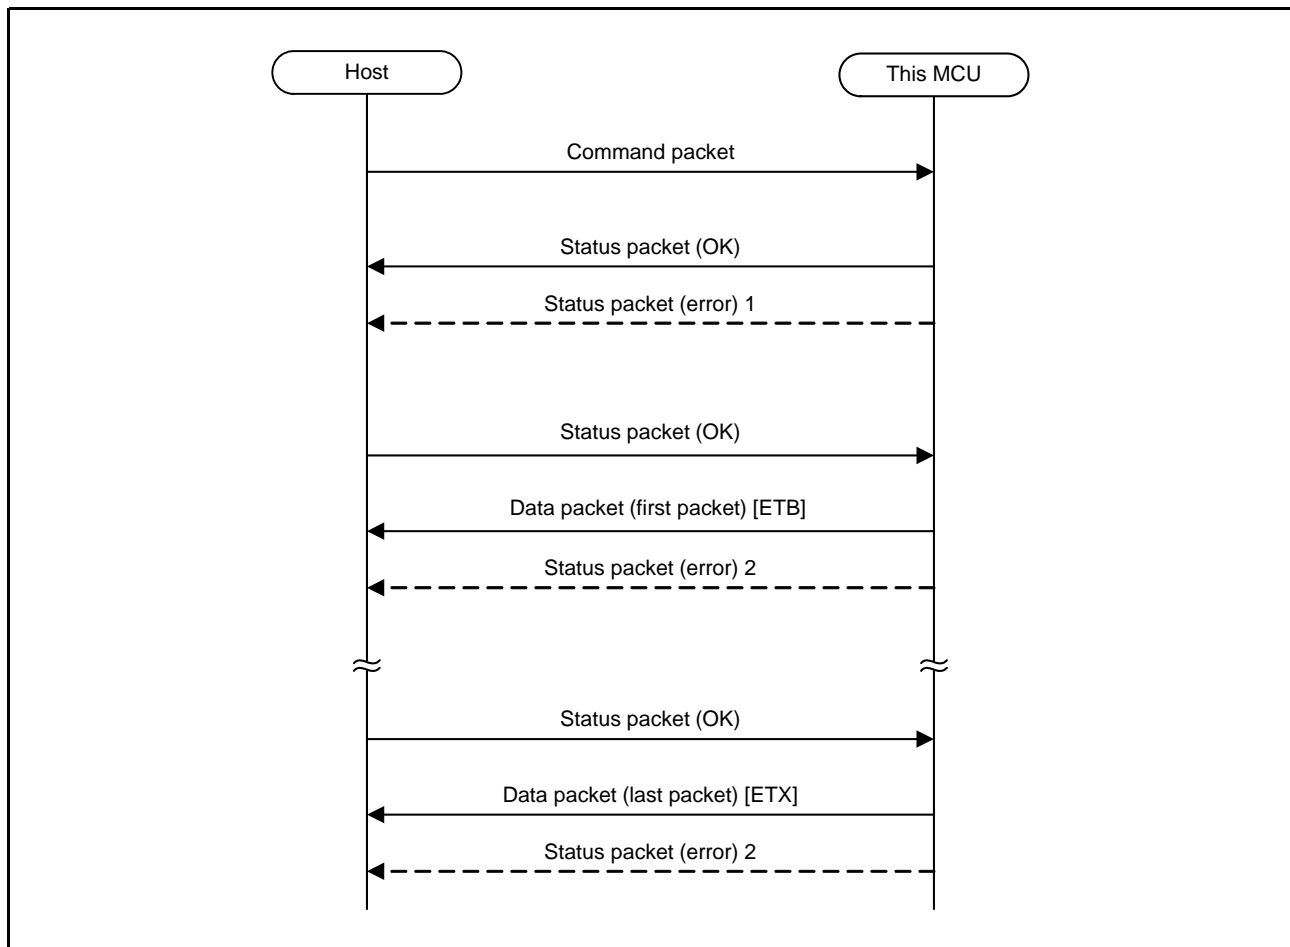 Host
This MCU
Command packet
Status packet (OK)
Status packet (error) 1
Status packet (OK)
Data packet (first packet) [ETB]
Status packet (error) 2
Status packet (OK)
Data packet (last packet) [ETX]
Status packet (error) 2